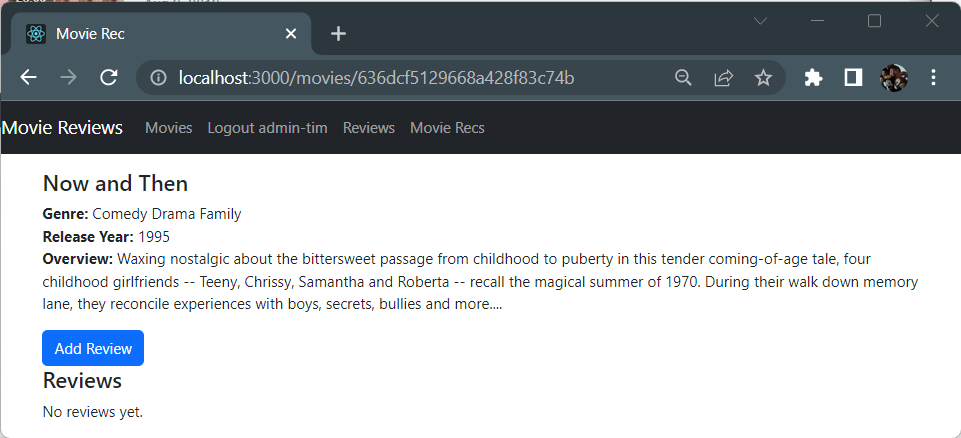 Movie Rec
localhost:3000/movies/636dcf5129668a428f83c74b
Movie Reviews Movies Logout admin-tim Reviews Movie Recs
Now and Then
Genre: Comedy Drama Family
Release Year: 1995
Overview: Waxing nostalgic about the bittersweet passage from childhood to puberty in this tender coming-of-age tale, four
childhood girlfriends -- Teeny, Chrissy, Samantha and Roberta -- recall the magical summer of 1970. During their walk down memory
lane, they reconcile experiences with boys, secrets, bullies and more....
Add Review
Reviews
No reviews yet.